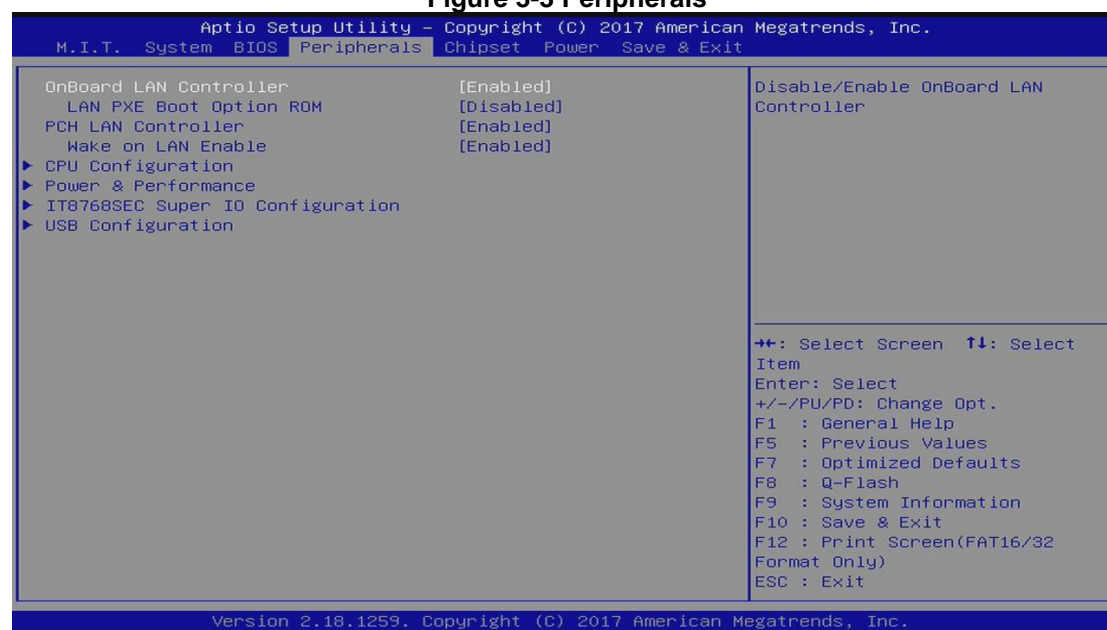 Figure 3-5 Peripherals
Aptio Setup Utility – Copyright (C) 2017 American Megatrends, Inc.
M.I.T. System BIOS Peripherals Chipset Power Save & Exit
OnBoard LAN Controller [Enabled]
LAN PXE Boot Option ROM [Disabled]
PCH LAN Controller [Enabled]
Wake on LAN Enable [Enabled]
CPU Configuration
Power & Performance
IT8768SEC Super IO Configuration
USB Configuration
Disable/Enable OnBoard LAN
Controller
→←: Select Screen ↑↓: Select
Item
Enter: Select
+/-/PU/PD: Change Opt.
F1 : General Help
F5 : Previous Values
F7 : Optimized Defaults
F8 : Q-Flash
F9 : System Information
F10 : Save & Exit
F12 : Print Screen(FAT16/32
Format Only)
ESC : Exit
Version 2.18.1259. Copyright (C) 2017 American Megatrends, Inc.